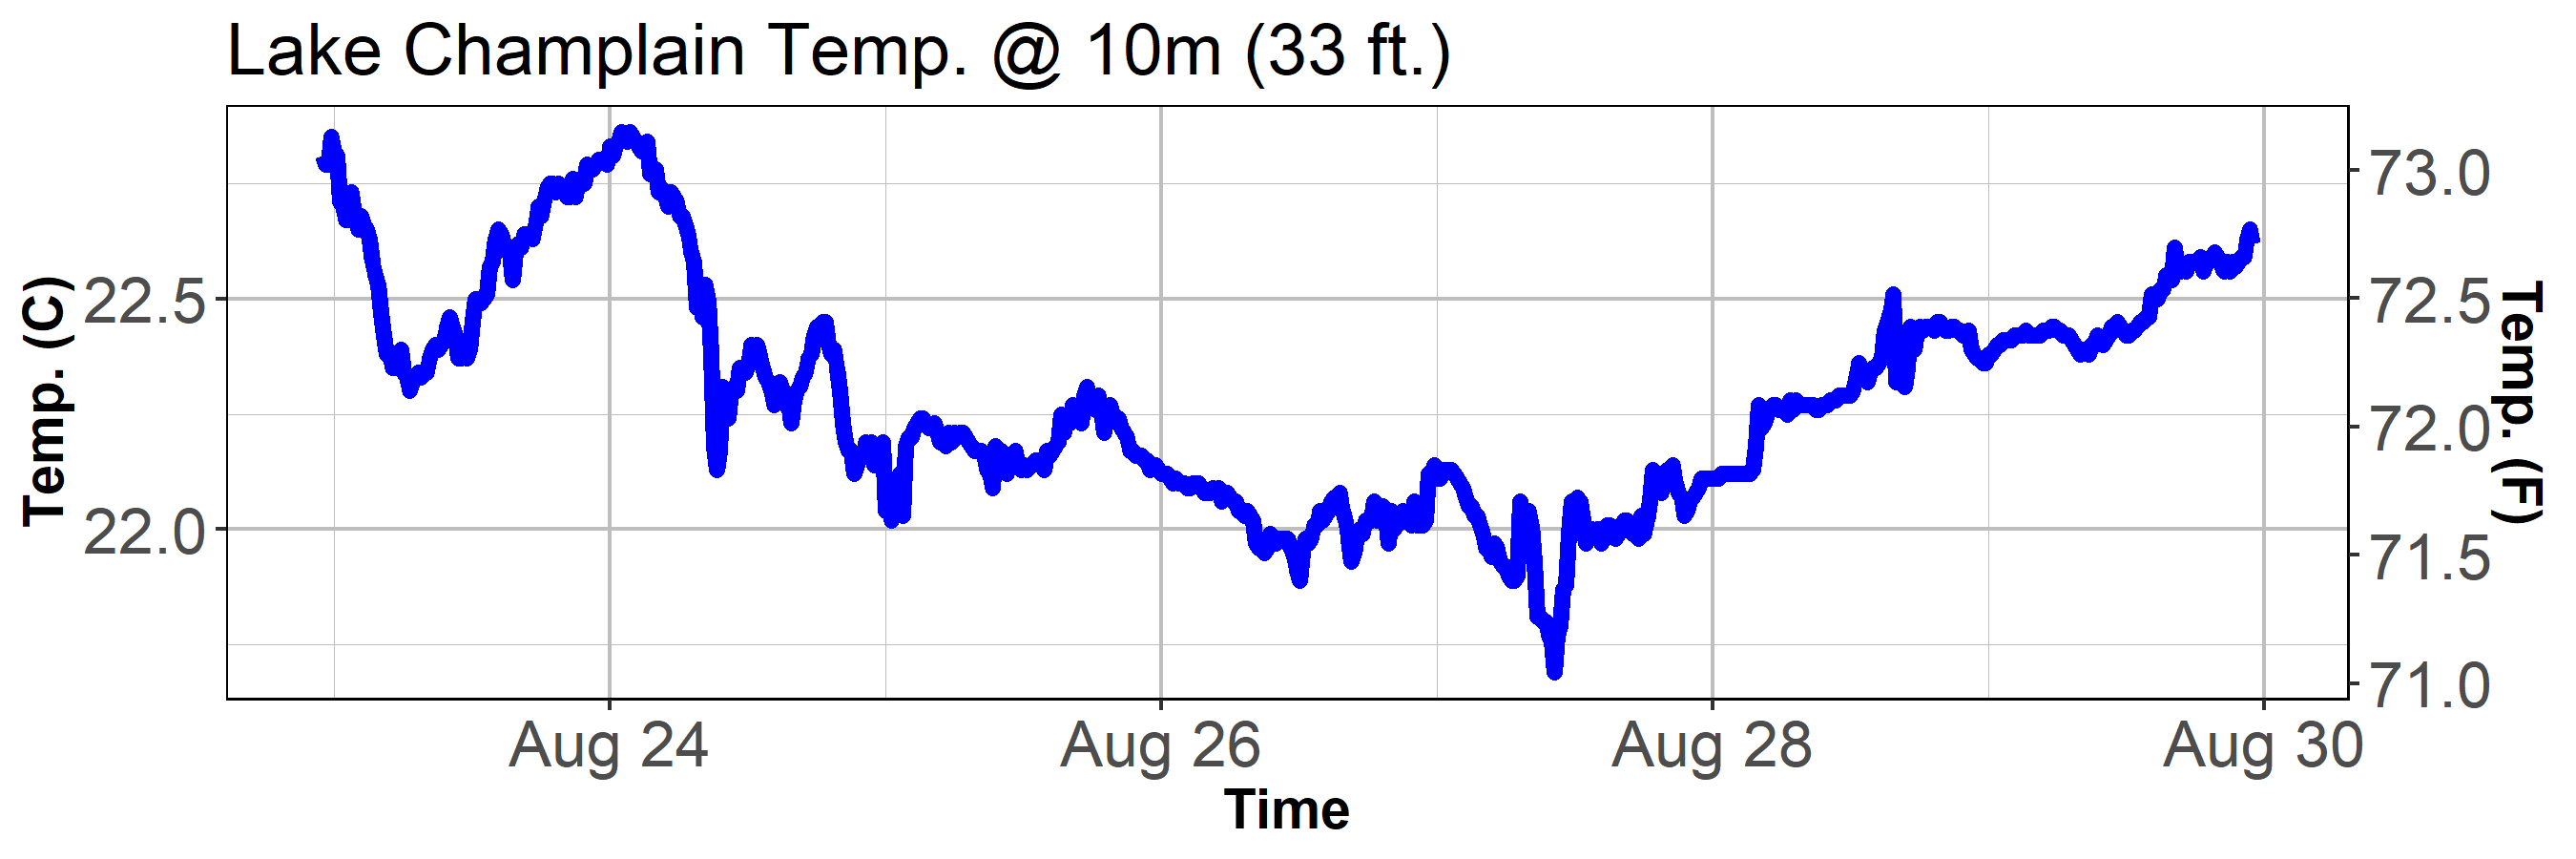 Lake Champlain Temp. @ 10m (33 ft.)
Temp. (C)
22.5
22.0
73.0
72.5
72.0
71.5
71.0
Temp. (F)
Aug 24 Aug 26 Aug 28 Aug 30
Time